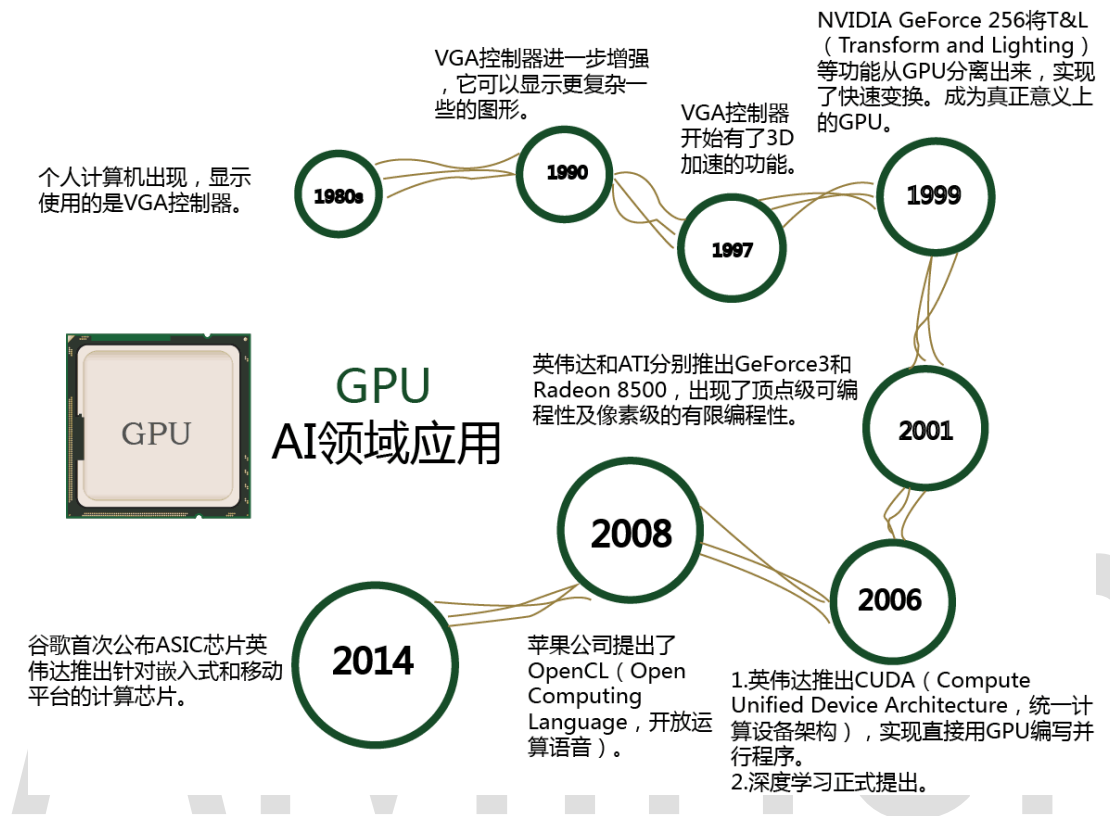 个人计算机出现，显示
使用的是VGA控制器。
1980s
VGA控制器进一步增强
，它可以显示更复杂一
些的图形。
1990
VGA控制器
开始有了3D
加速的功能。
1997
NVIDIA GeForce 256将T&L
（Transform and Lighting）
等功能从GPU分离出来，实现
了快速变换。成为真正意义上
的GPU。
1999
英伟达和ATI分别推出GeForce3和
Radeon 8500，出现了顶点级可编
程性及像素级的有限编程性。
2001
GPU
GPU
AI领域应用
2006
1.英伟达推出CUDA（Compute
Unified Device Architecture，统一计
算设备架构），实现直接用GPU编写并
行程序。
2.深度学习正式提出。
2008
苹果公司提出了
OpenCL（Open
Computing
Language，开放运
算语音）。
2014
谷歌首次公布ASIC芯片英
伟达推出针对嵌入式和移动
平台的计算芯片。